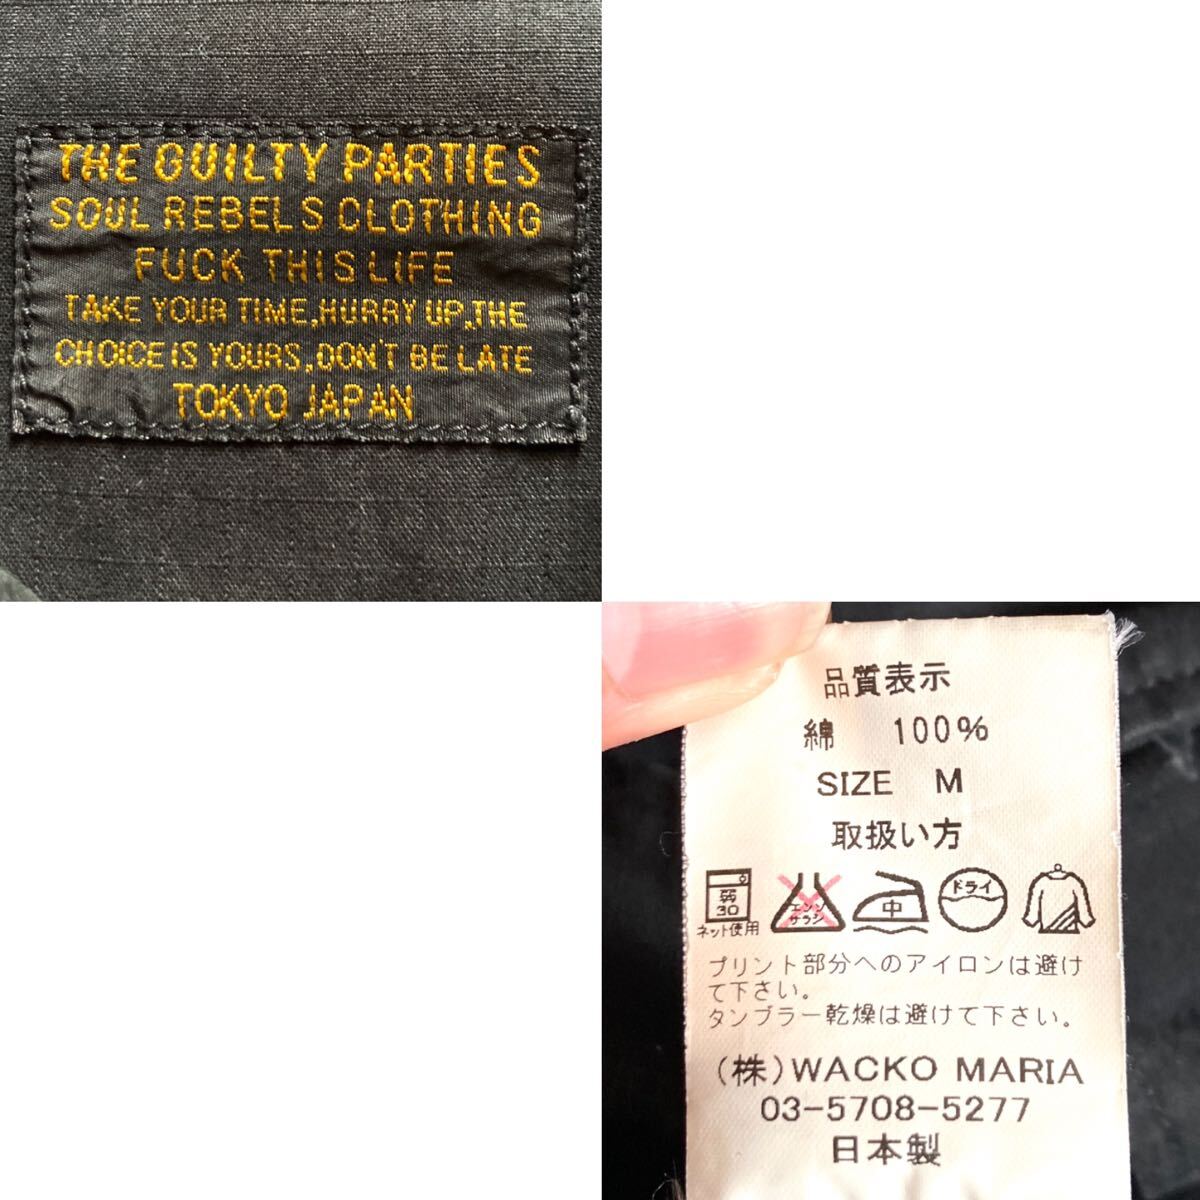 THE GUILTY PARTIES
SOUL REBELS CLOTHING
FUCK THIS LIFE
TAKE YOUR TIME,HURRY UP,THE
CHOICE IS YOURS,DON'T BE LATE
TOKYO JAPAN
品質表示
綿 100%
SIZE M
取扱い方
弱
30
ネット使用
エンソ
サラシ
中
ドライ
プリント部分へのアイロンは避け
て下さい。
タンブラー乾燥は避けて下さい。
(株)WACKO MARIA
03-5708-5277
日本製